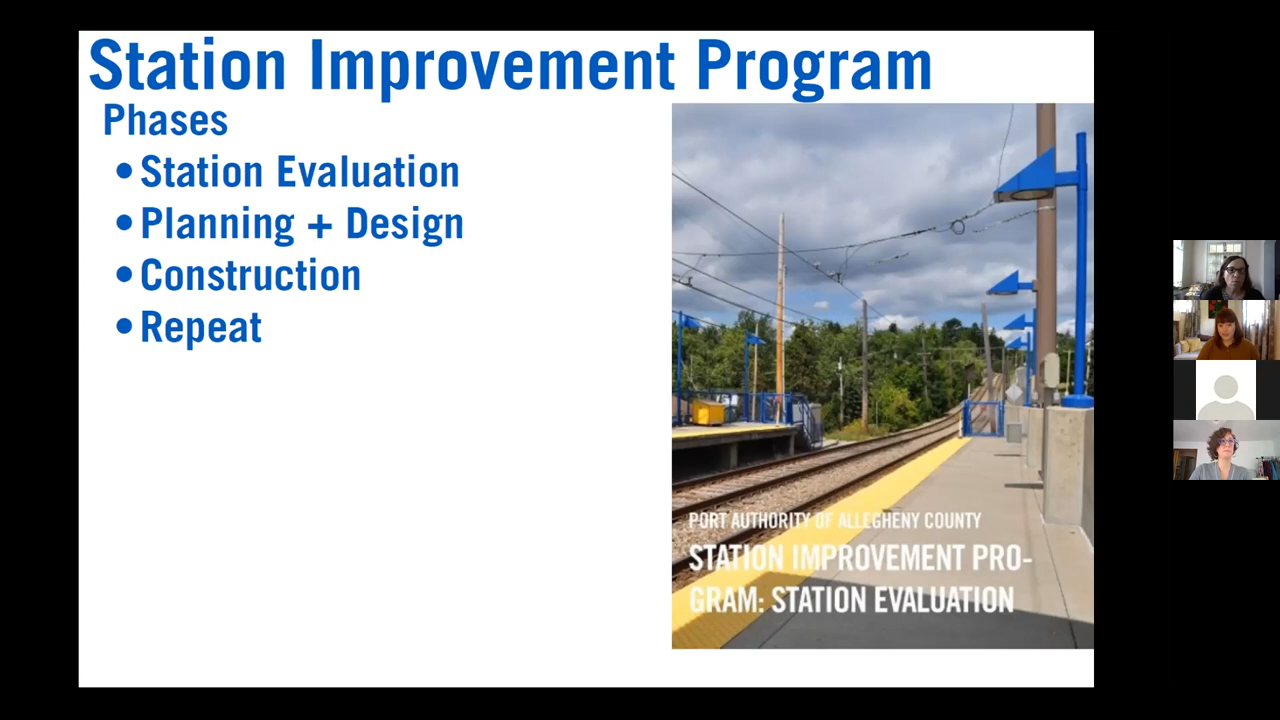 Station Improvement Program
Phases
• Station Evaluation
• Planning + Design
• Construction
• Repeat
PORT AUTHORITY OF ALLEGHENY COUNTY
STATION IMPROVEMENT PRO-
GRAM: STATION EVALUATION